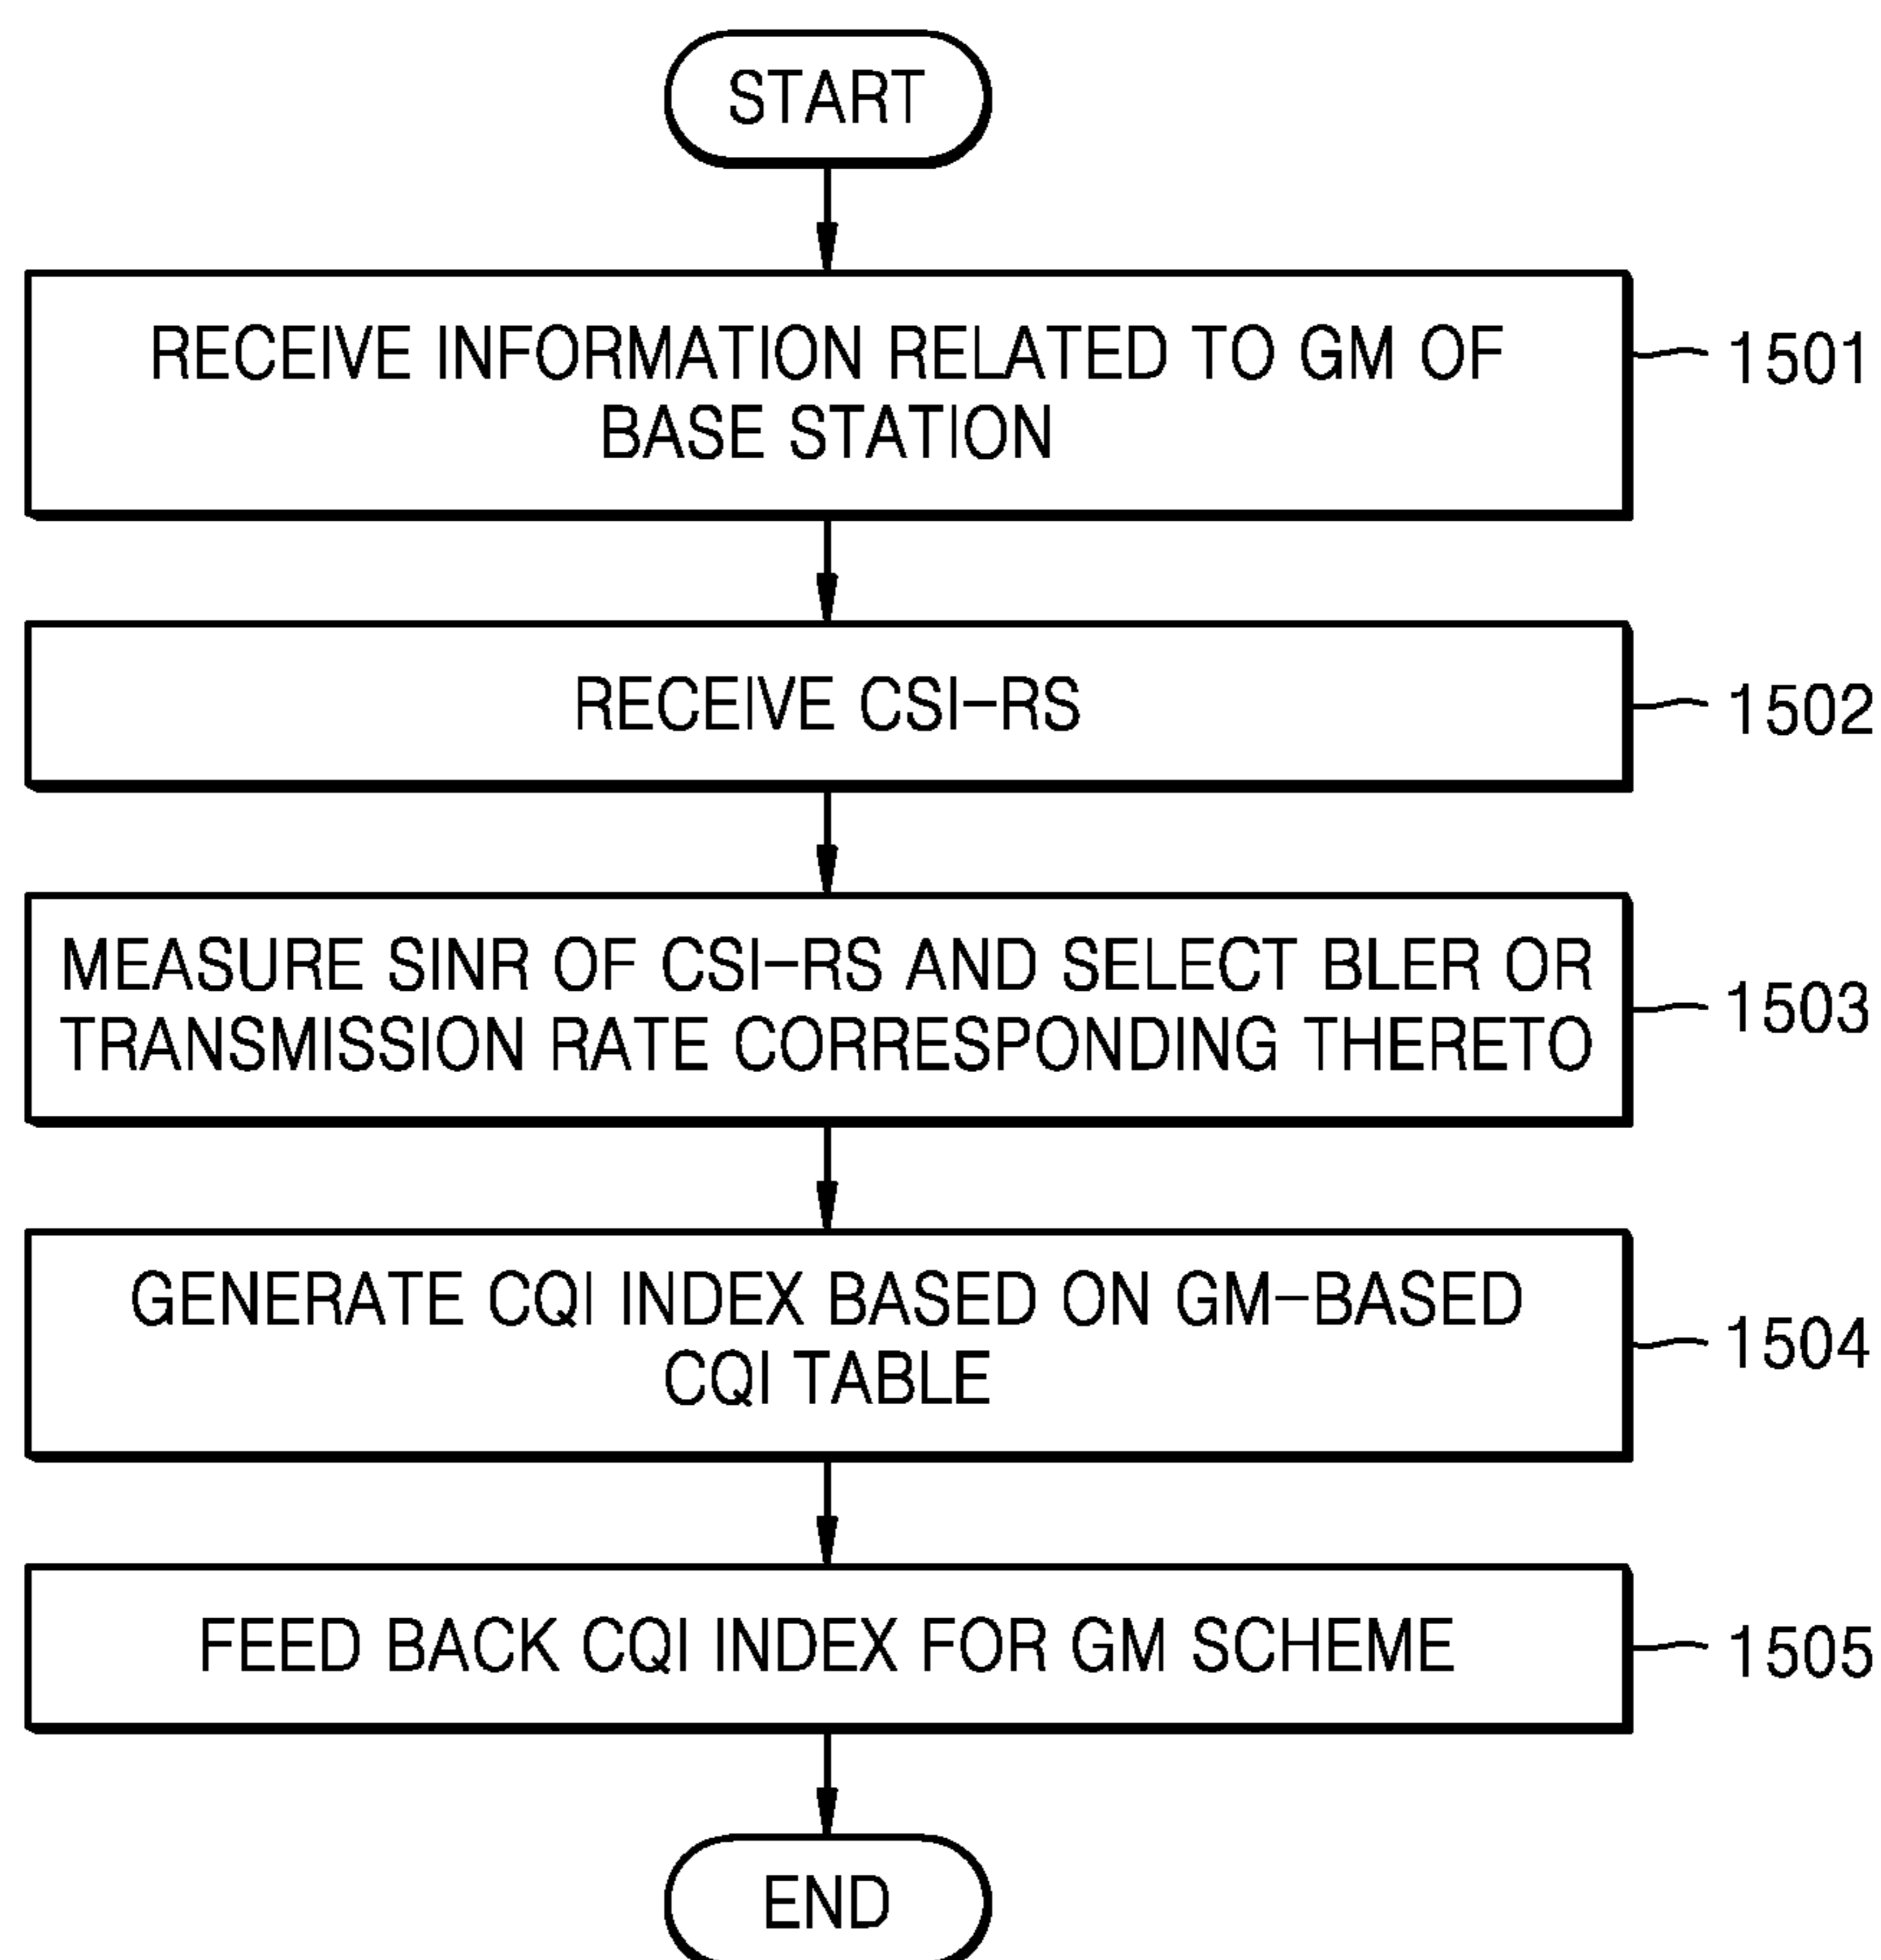 START
RECEIVE INFORMATION RELATED TO GM OF
BASE STATION
1501
RECEIVE CSI-RS
1502
MEASURE SINR OF CSI-RS AND SELECT BLER OR
TRANSMISSION RATE CORRESPONDING THERETO
1503
GENERATE CQI INDEX BASED ON GM-BASED
CQI TABLE
1504
FEED BACK CQI INDEX FOR GM SCHEME
1505
END